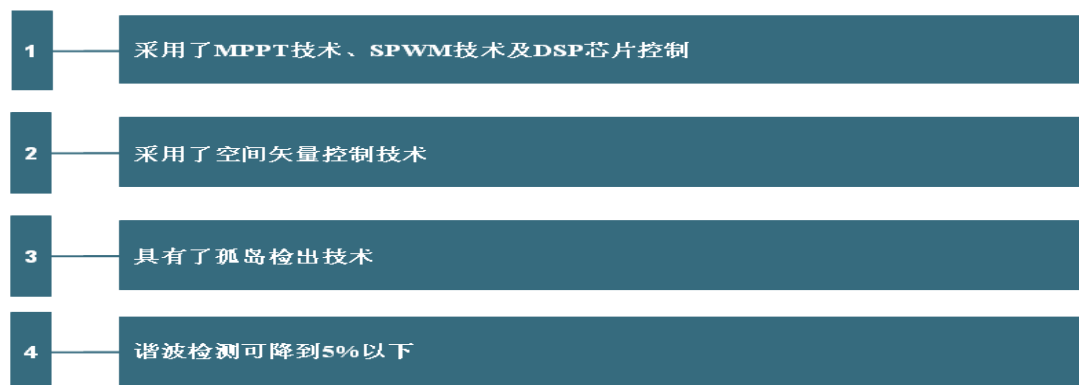 1 采用了MPPT技术、SPWM技术及DSP芯片控制
2 采用了空间矢量控制技术
3 具有了孤岛检出技术
4 谐波检测可降到5%以下